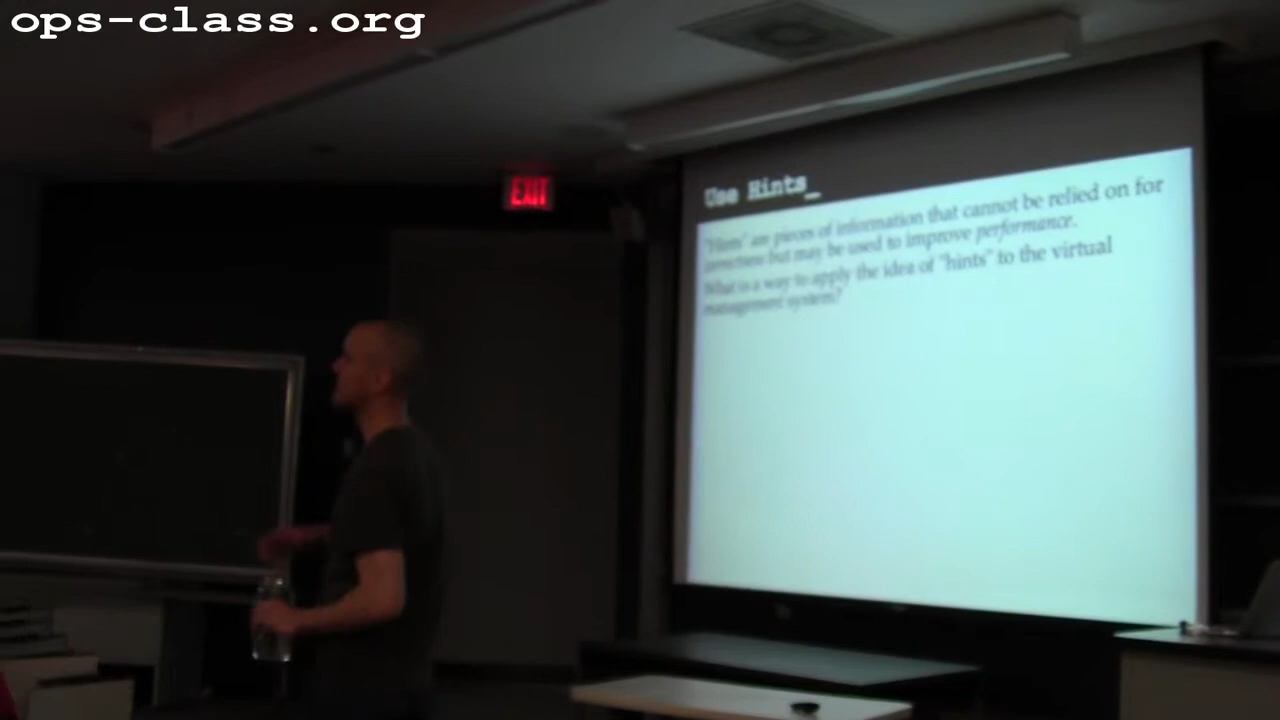 ops-class.org
EXIT
Use Hints_
"Hints" are pieces of information that cannot be relied on for
correctness but may be used to improve performance.
What is a way to apply the idea of "hints" to the virtual
management system?